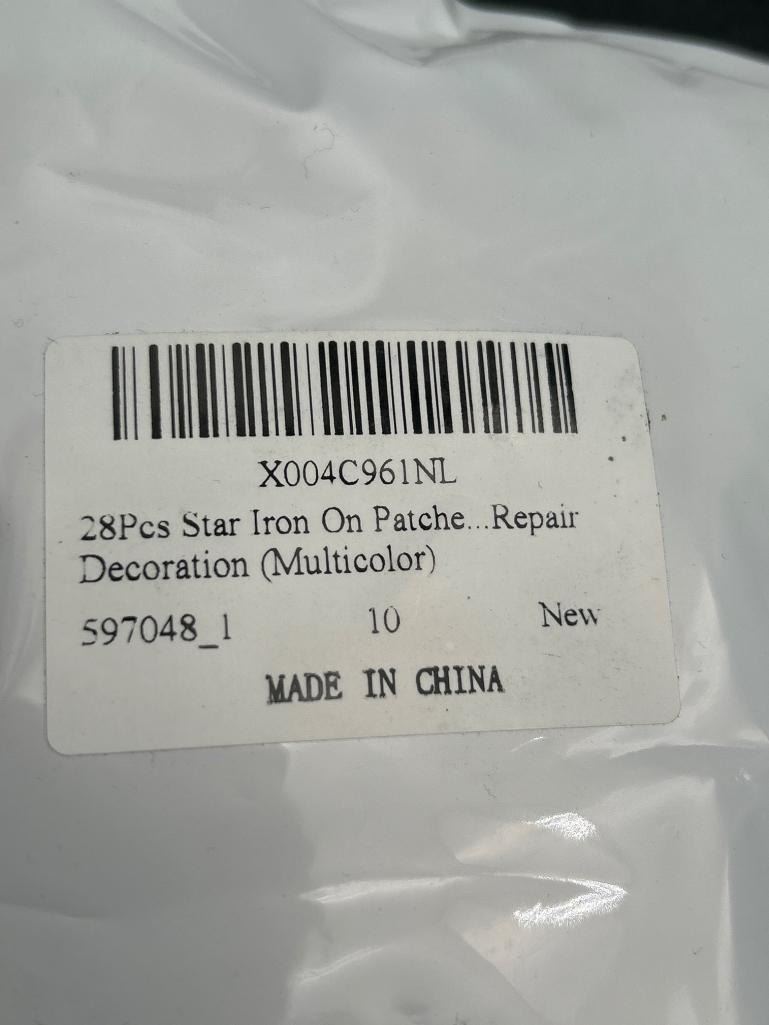 X004C961NL
28Pcs Star Iron On Patche...Repair
Decoration (Multicolor)
597048_1 10 New
MADE IN CHINA